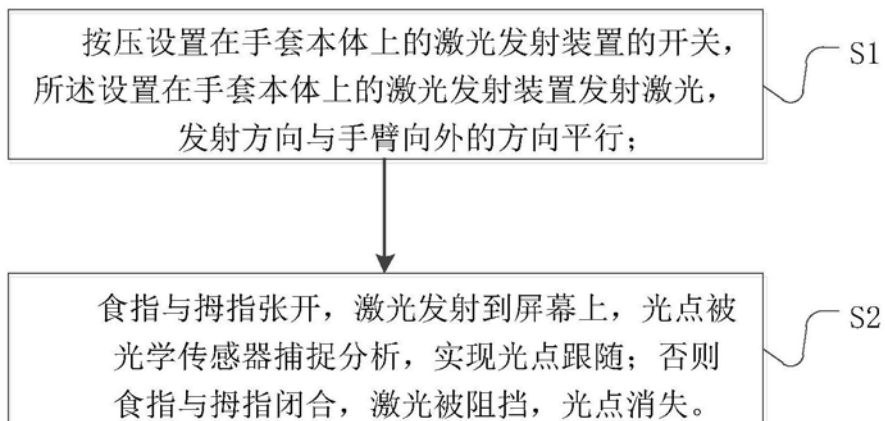 按压设置在手套本体上的激光发射装置的开关，
所述设置在手套本体上的激光发射装置发射激光，
发射方向与手臂向外的方向平行；
S1
食指与拇指张开，激光发射到屏幕上，光点被
光学传感器捕捉分析，实现光点跟随；否则
食指与拇指闭合，激光被阻挡，光点消失。
S2